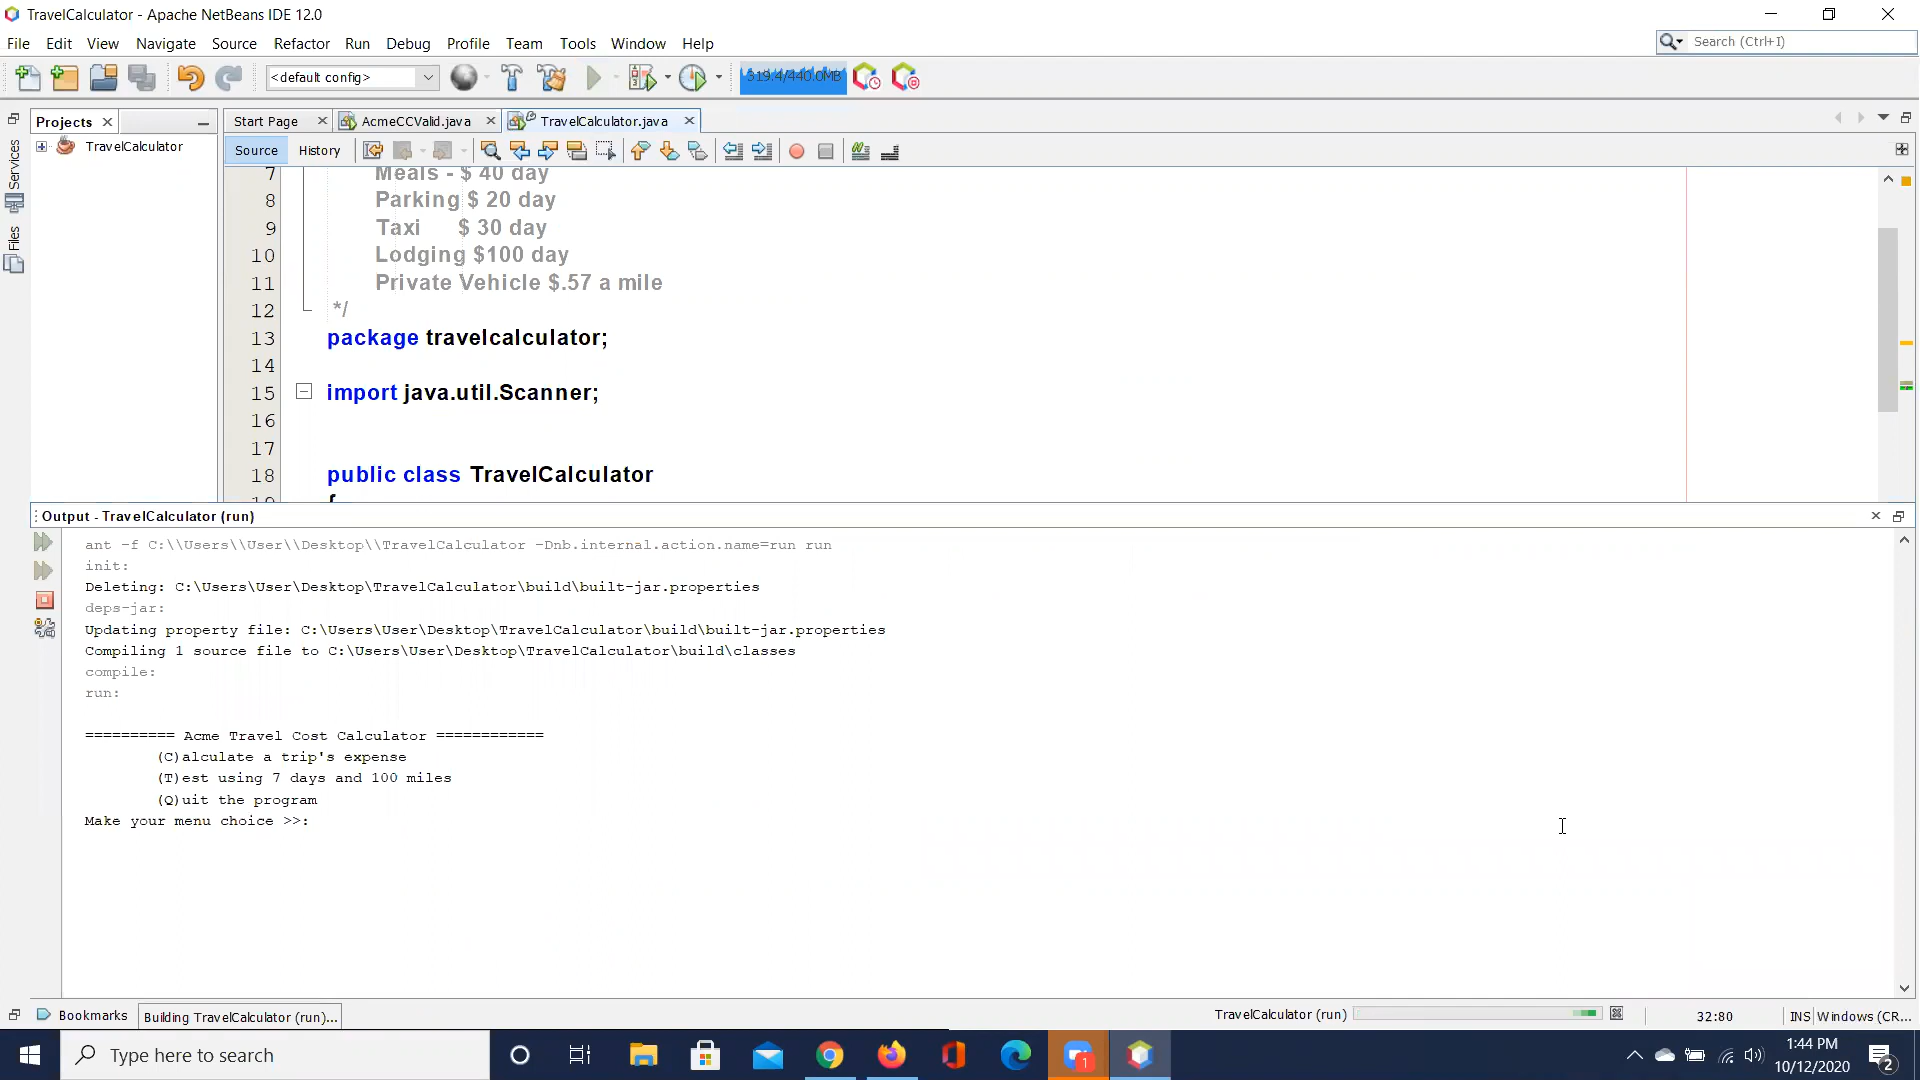 TravelCalculator - Apache NetBeans IDE 12.0
File Edit View Navigate Source Refactor Run Debug Profile Team Tools Window Help
Search (Ctrl+I)
<default config>
319.4/440.0MB
Projects
Start Page
AcmeCCValid.java
TravelCalculator.java
TravelCalculator
Source
History
Services
Files
7 Meals - $ 40 day
8 Parking $ 20 day
9 Taxi $ 30 day
10 Lodging $100 day
11 Private Vehicle $.57 a mile
12 */
13 package travelcalculator;
14
15 import java.util.Scanner;
16
17
18 public class TravelCalculator
19 {
Output - TravelCalculator (run)
ant -f C:\\Users\\User\\Desktop\\TravelCalculator -Dnb.internal.action.name=run run
init:
Deleting: C:\Users\User\Desktop\TravelCalculator\build\built-jar.properties
deps-jar:
Updating property file: C:\Users\User\Desktop\TravelCalculator\build\built-jar.properties
Compiling 1 source file to C:\Users\User\Desktop\TravelCalculator\build\classes
compile:
run:
========== Acme Travel Cost Calculator ============
(C)alculate a trip's expense
(T)est using 7 days and 100 miles
(Q)uit the program
Make your menu choice >>:
Bookmarks
Building TravelCalculator (run)...
TravelCalculator (run)
32:80
INS
Windows (CR...
Type here to search
1
1:44 PM
10/12/2020
2